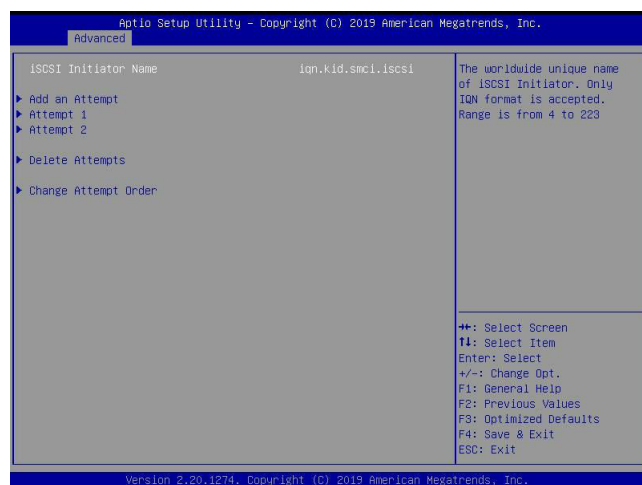 Aptio Setup Utility – Copyright (C) 2019 American Megatrends, Inc.
Advanced
iSCSI Initiator Name iqn.kid.smci.iscsi
Add an Attempt
Attempt 1
Attempt 2
Delete Attempts
Change Attempt Order
The worldwide unique name
of iSCSI Initiator. Only
IQN format is accepted.
Range is from 4 to 223
→←: Select Screen
↑↓: Select Item
Enter: Select
+/-: Change Opt.
F1: General Help
F2: Previous Values
F3: Optimized Defaults
F4: Save & Exit
ESC: Exit
Version 2.20.1274. Copyright (C) 2019 American Megatrends, Inc.